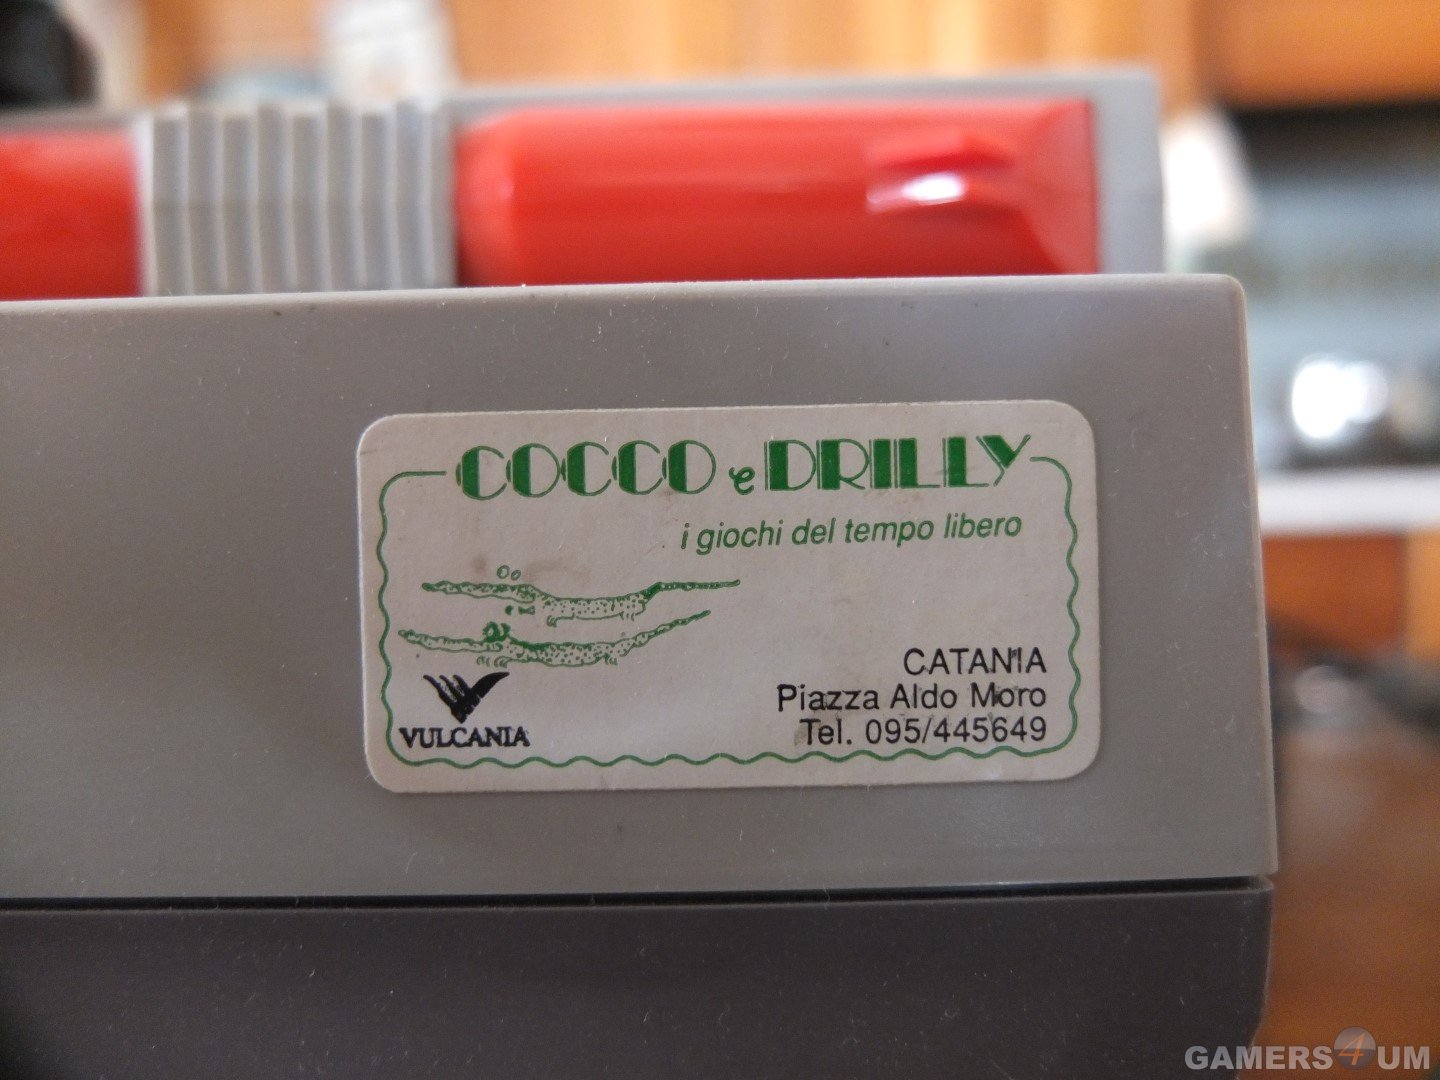 COCCO e DRILLY
i giochi del tempo libero
VULCANIA
CATANIA
Piazza Aldo Moro
Tel. 095/445649
GAMERS4UM